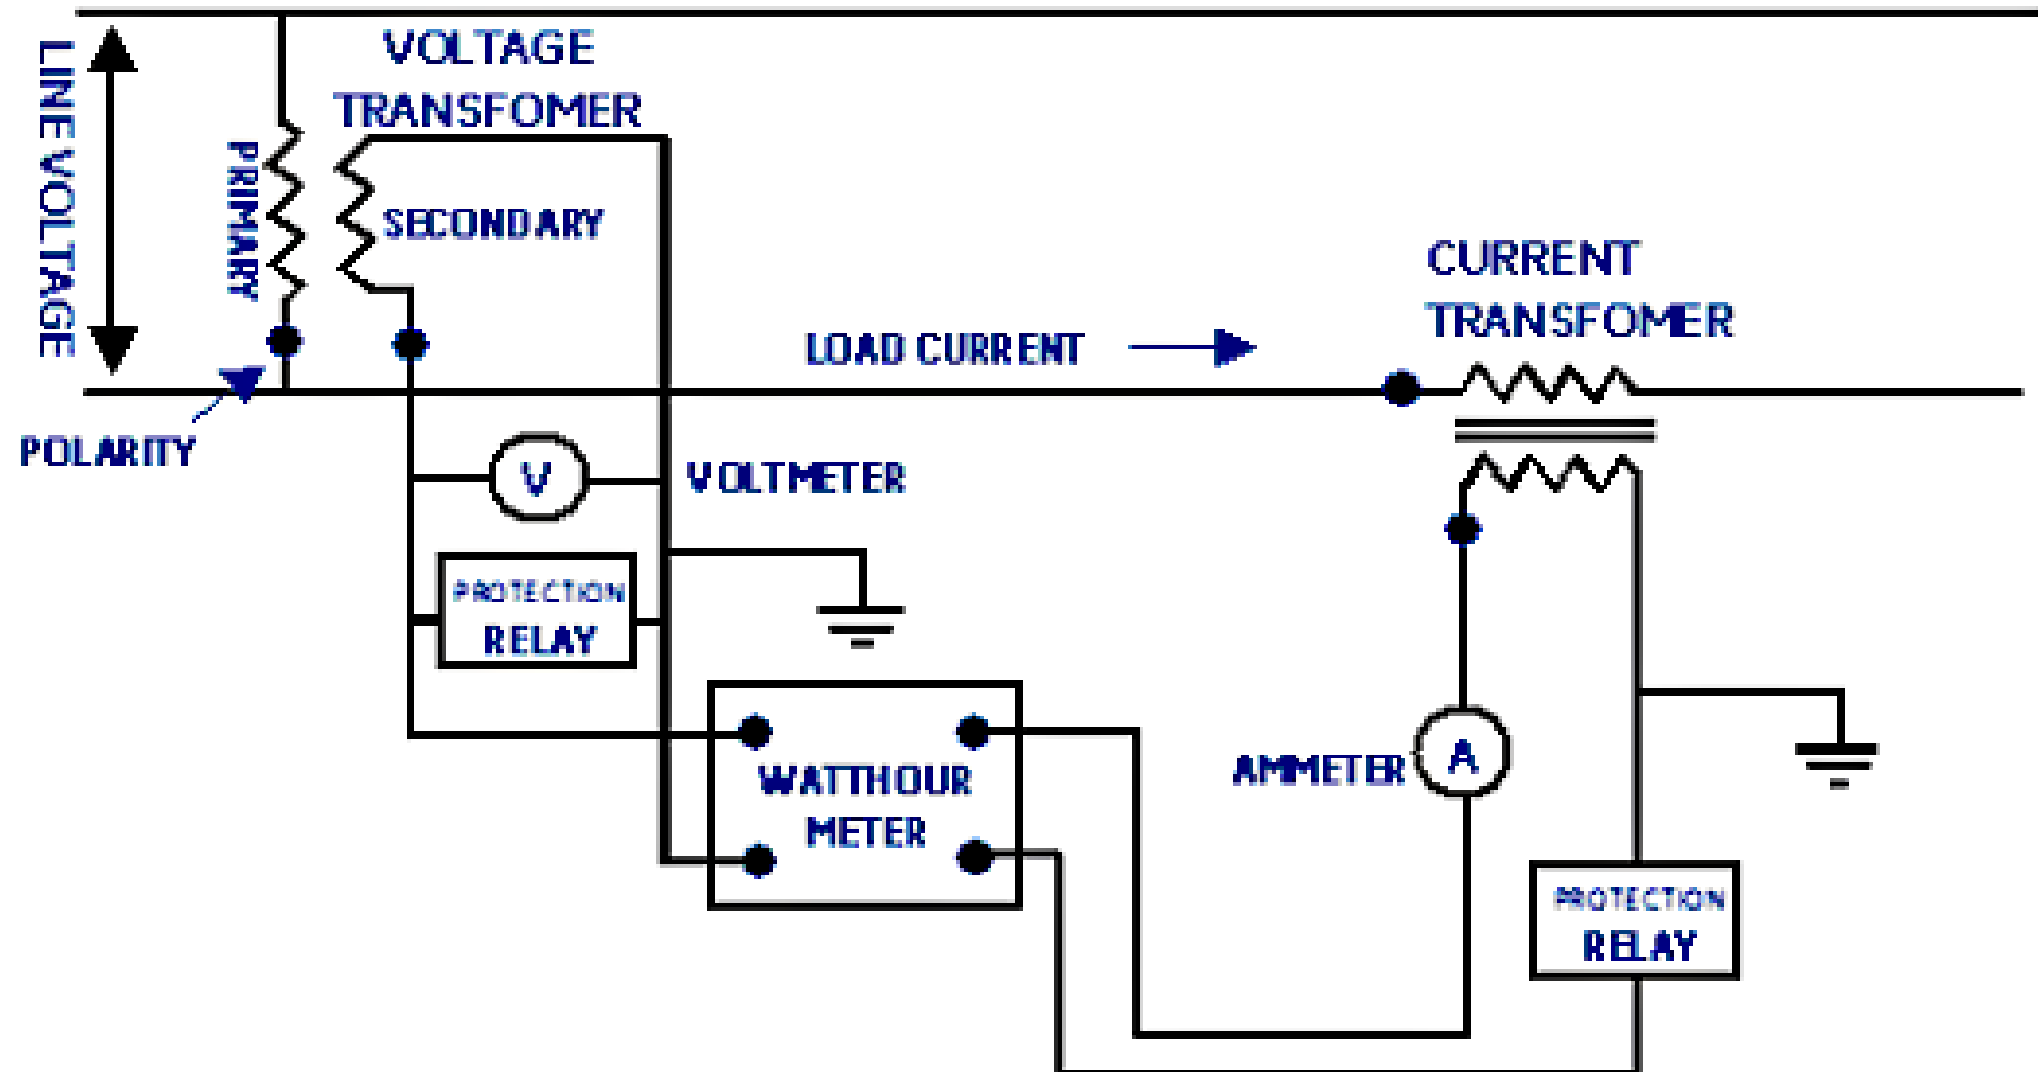 LINE VOLTAGE
VOLTAGE
TRANSFOMER
PRIMARY
SECONDARY
POLARITY
LOAD CURRENT
CURRENT
TRANSFOMER
V
VOLTMETER
PROTECTION
RELAY
WATTHOUR
METER
AMMETER
A
PROTECTION
RELAY